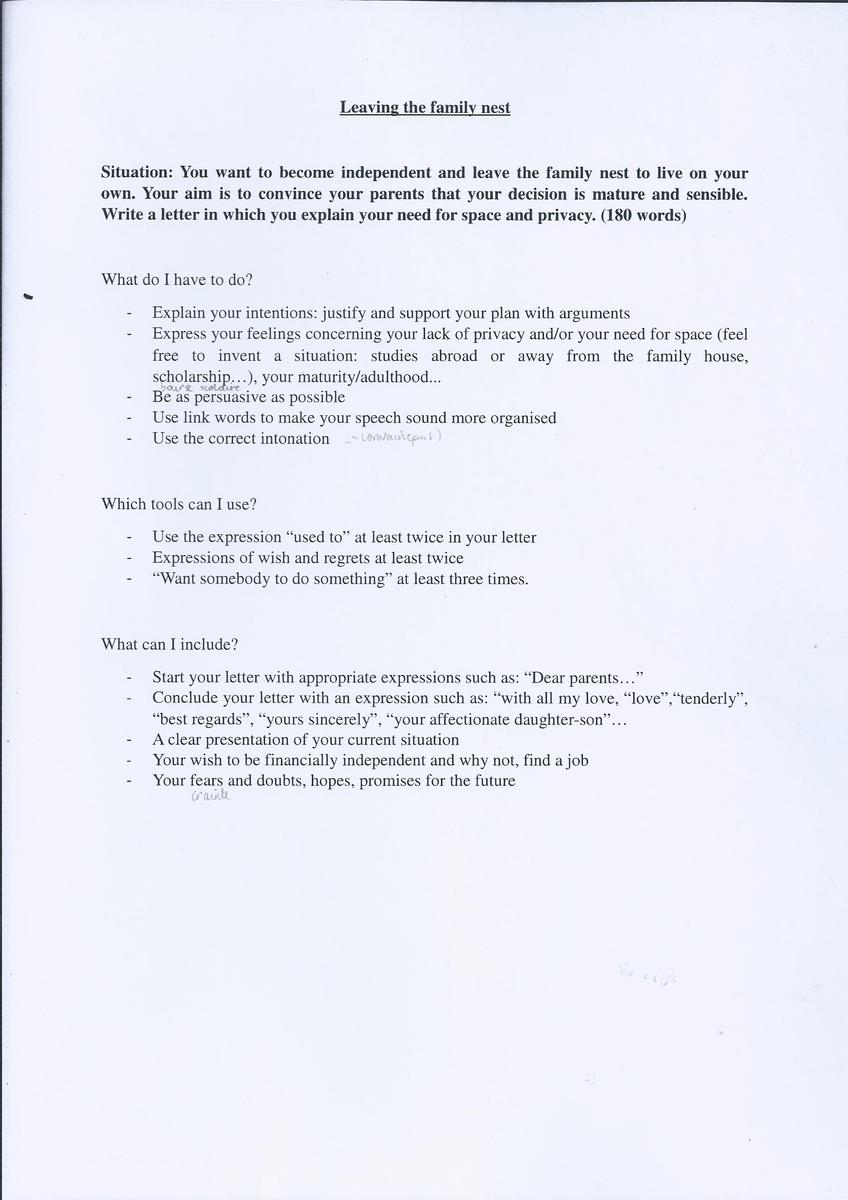 Leaving the family nest
Situation: You want to become independent and leave the family nest to live on your
own. Your aim is to convince your parents that your decision is mature and sensible.
Write a letter in which you explain your need for space and privacy. (180 words)
What do I have to do?
- Explain your intentions: justify and support your plan with arguments
- Express your feelings concerning your lack of privacy and/or your need for space (feel
free to invent a situation: studies abroad or away from the family house,
scholarship...), your maturity/adulthood...
bourse scolaire
- Be as persuasive as possible
- Use link words to make your speech sound more organised
- Use the correct intonation
Which tools can I use?
- Use the expression “used to” at least twice in your letter
- Expressions of wish and regrets at least twice
- “Want somebody to do something” at least three times.
What can I include?
- Start your letter with appropriate expressions such as: “Dear parents…”
- Conclude your letter with an expression such as: “with all my love, “love”,“tenderly”,
“best regards”, “yours sincerely”, “your affectionate daughter-son”…
- A clear presentation of your current situation
- Your wish to be financially independent and why not, find a job
- Your fears and doubts, hopes, promises for the future
crainte